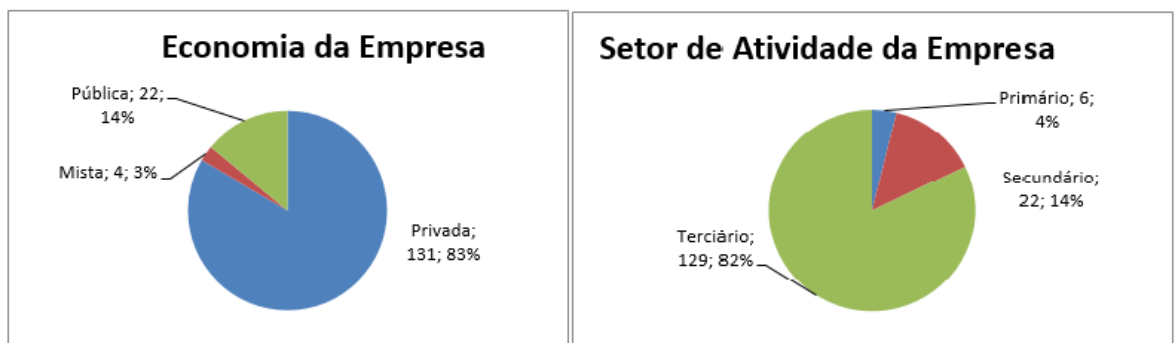 Economia da Empresa
Pública; 22;
14%
Mista; 4; 3%
Privada;
131; 83%
Setor de Atividade da Empresa
Primário; 6;
4%
Secundário;
22; 14%
Terciário;
129; 82%